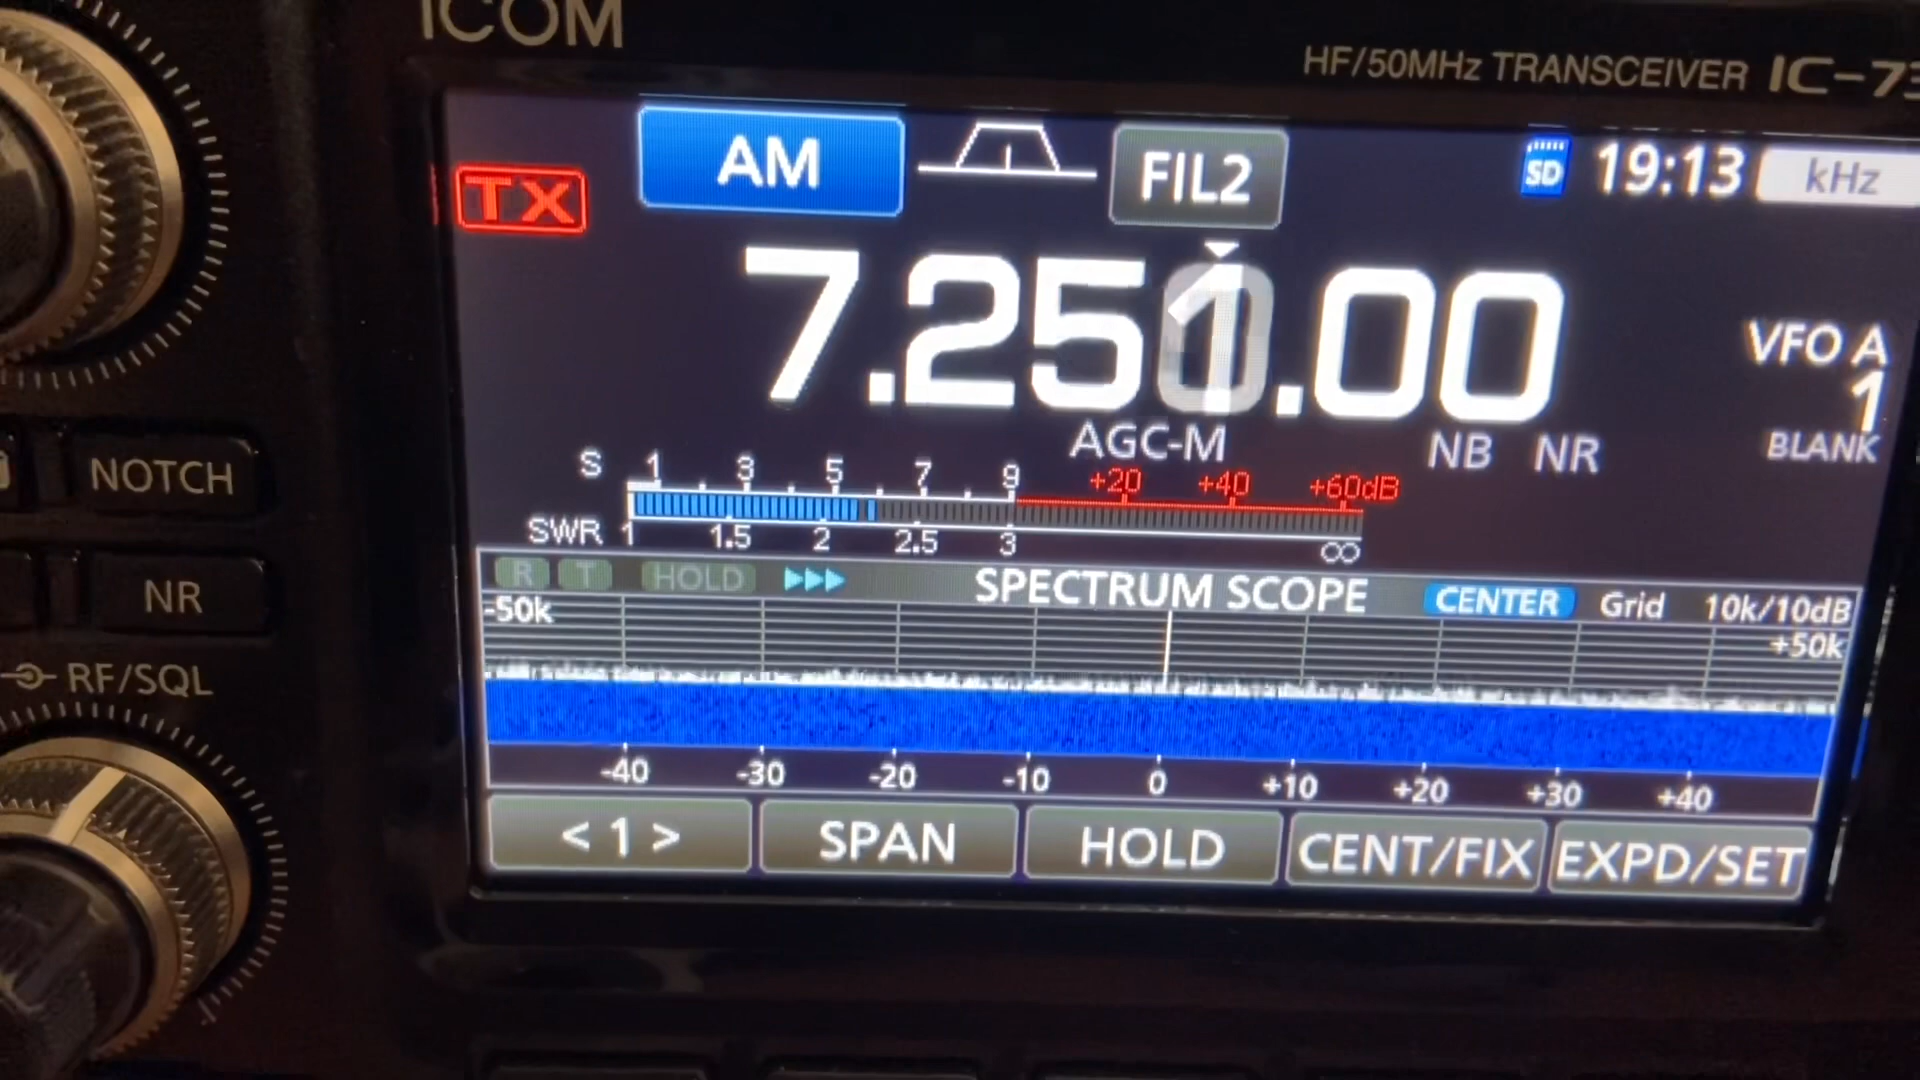 ICOM
HF/50MHz TRANSCEIVER IC-73
TX AM FIL2 SD 19:13 kHz
7.251.00
VFO A
1
AGC-M NB NR BLANK
S 1 3 5 7 9 +20 +40 +60dB
SWR 1 1.5 2 2.5 3 ∞
R T HOLD SPECTRUM SCOPE CENTER Grid 10k/10dB
-50k +50k
-40 -30 -20 -10 0 +10 +20 +30 +40
< 1 > SPAN HOLD CENT/FIX EXPD/SET
NOTCH
NR
RF/SQL